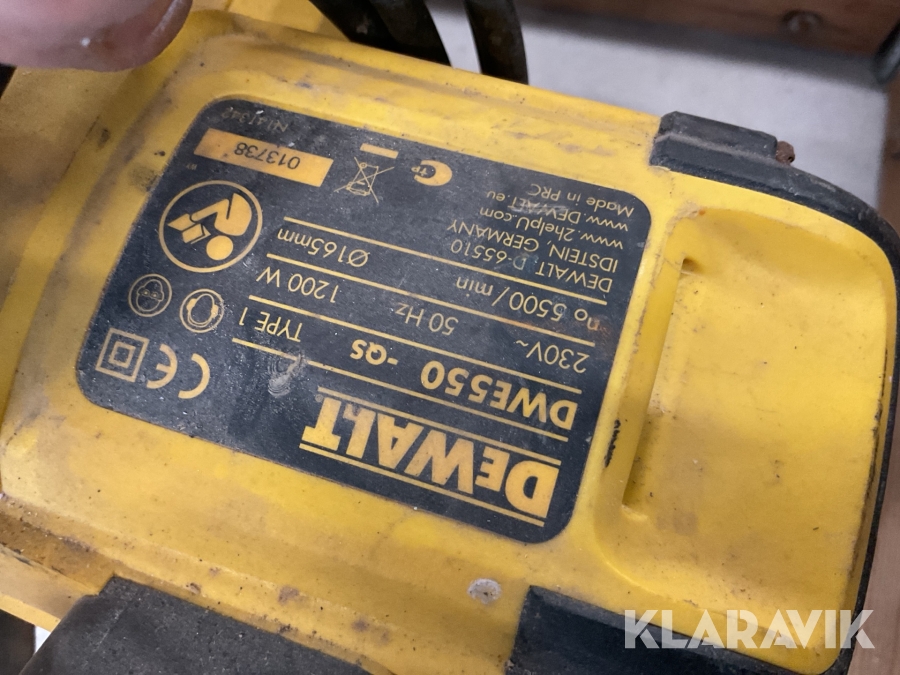 DEWALT
DWE550 -QS TYPE 1
230V~ 50 Hz 1200 W
no 5500/min Ø165mm
DEWALT, D-65510
IDSTEIN, GERMANY
www. 2helpU.com
www. DEWALT.eu
Made in PRC
CE
013738
KLARAVIK